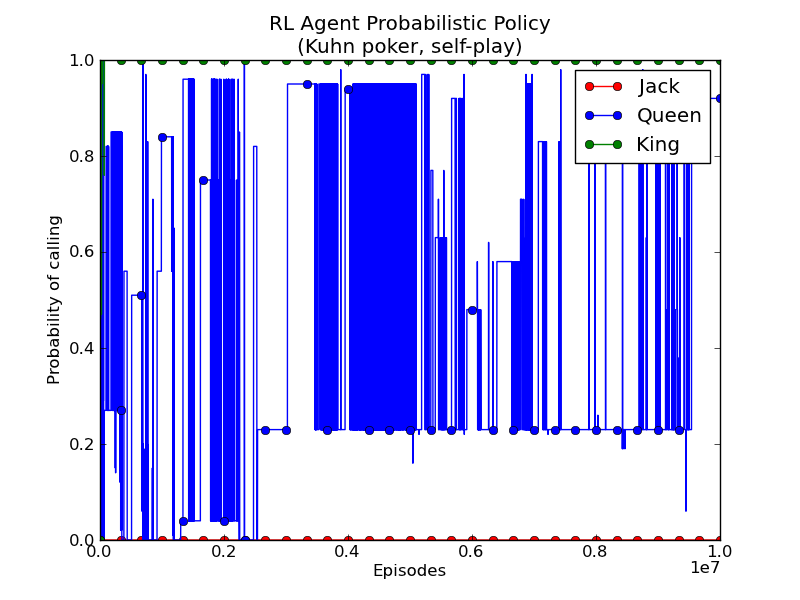 RL Agent Probabilistic Policy
(Kuhn poker, self-play)
Jack
Queen
King
Probability of calling
1.0
0.8
0.6
0.4
0.2
0.0
0.0
0.2
0.4
0.6
0.8
1.0
1e7
Episodes